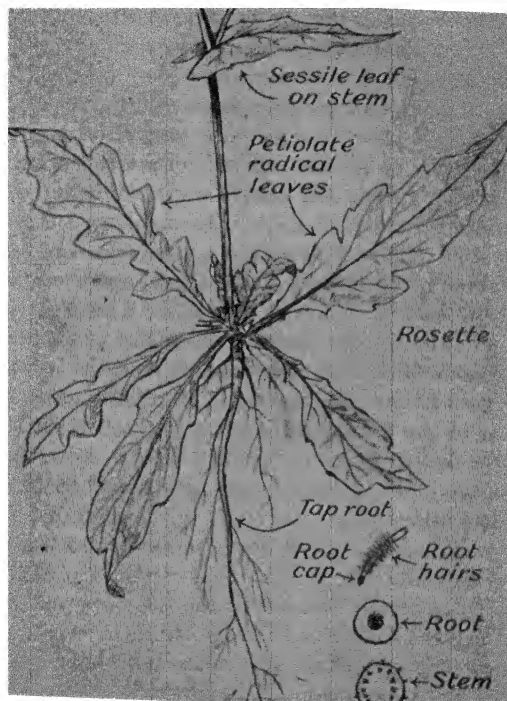 Sessile leaf
on stem
Petiolate
radical
leaves
Rosette
Tap root
Root
cap
Root
hairs
Root
Stem